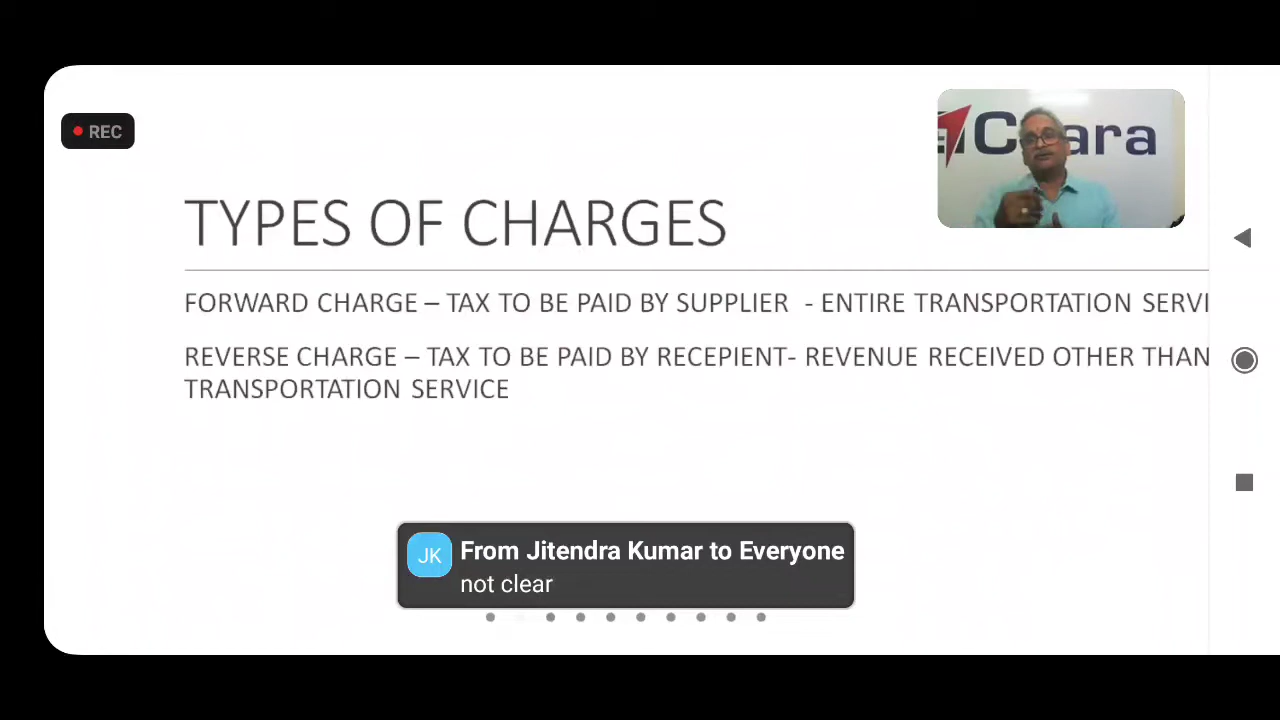 REC
TYPES OF CHARGES
FORWARD CHARGE – TAX TO BE PAID BY SUPPLIER - ENTIRE TRANSPORTATION SERVI
REVERSE CHARGE – TAX TO BE PAID BY RECEPIENT- REVENUE RECEIVED OTHER THAN
TRANSPORTATION SERVICE
JK
From Jitendra Kumar to Everyone
not clear